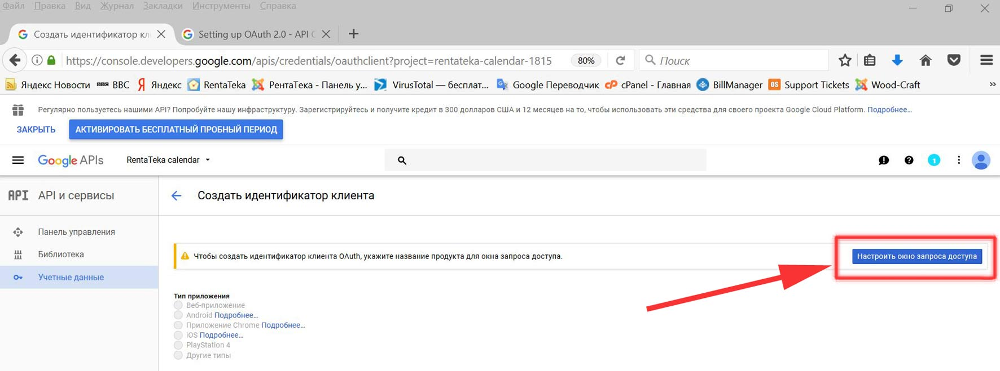 Файл Правка Вид Журнал Закладки Инструменты Справка
Создать идентификатор кл
Setting up OAuth 2.0 - API
https://console.developers.google.com/apis/credentials/oauthclient?project=rentateka-calendar-1815
80%
Поиск
Яндекс Новости BBC BBC Я Яндекс RentaTeka РентаТека - Панель у... VirusTotal — бесплат... Google Переводчик cP cPanel - Главная BillManager OS Support Tickets Wood-Craft
Регулярно пользуетесь нашими API? Попробуйте нашу инфраструктуру. Зарегистрируйтесь и получите кредит в 300 долларов США и 12 месяцев на то, чтобы использовать эти средства для своего проекта Google Cloud Platform. Подробнее...
ЗАКРЫТЬ АКТИВИРОВАТЬ БЕСПЛАТНЫЙ ПРОБНЫЙ ПЕРИОД
Google APIs RentaTeka calendar 1
API API и сервисы
Создать идентификатор клиента
Панель управления
Библиотека
Учетные данные
Чтобы создать идентификатор клиента OAuth, укажите название продукта для окна запроса доступа.
Настроить окно запроса доступа
Тип приложения
Веб-приложение
Android Подробнее...
Приложение Chrome Подробнее...
iOS Подробнее...
PlayStation 4
Другие типы